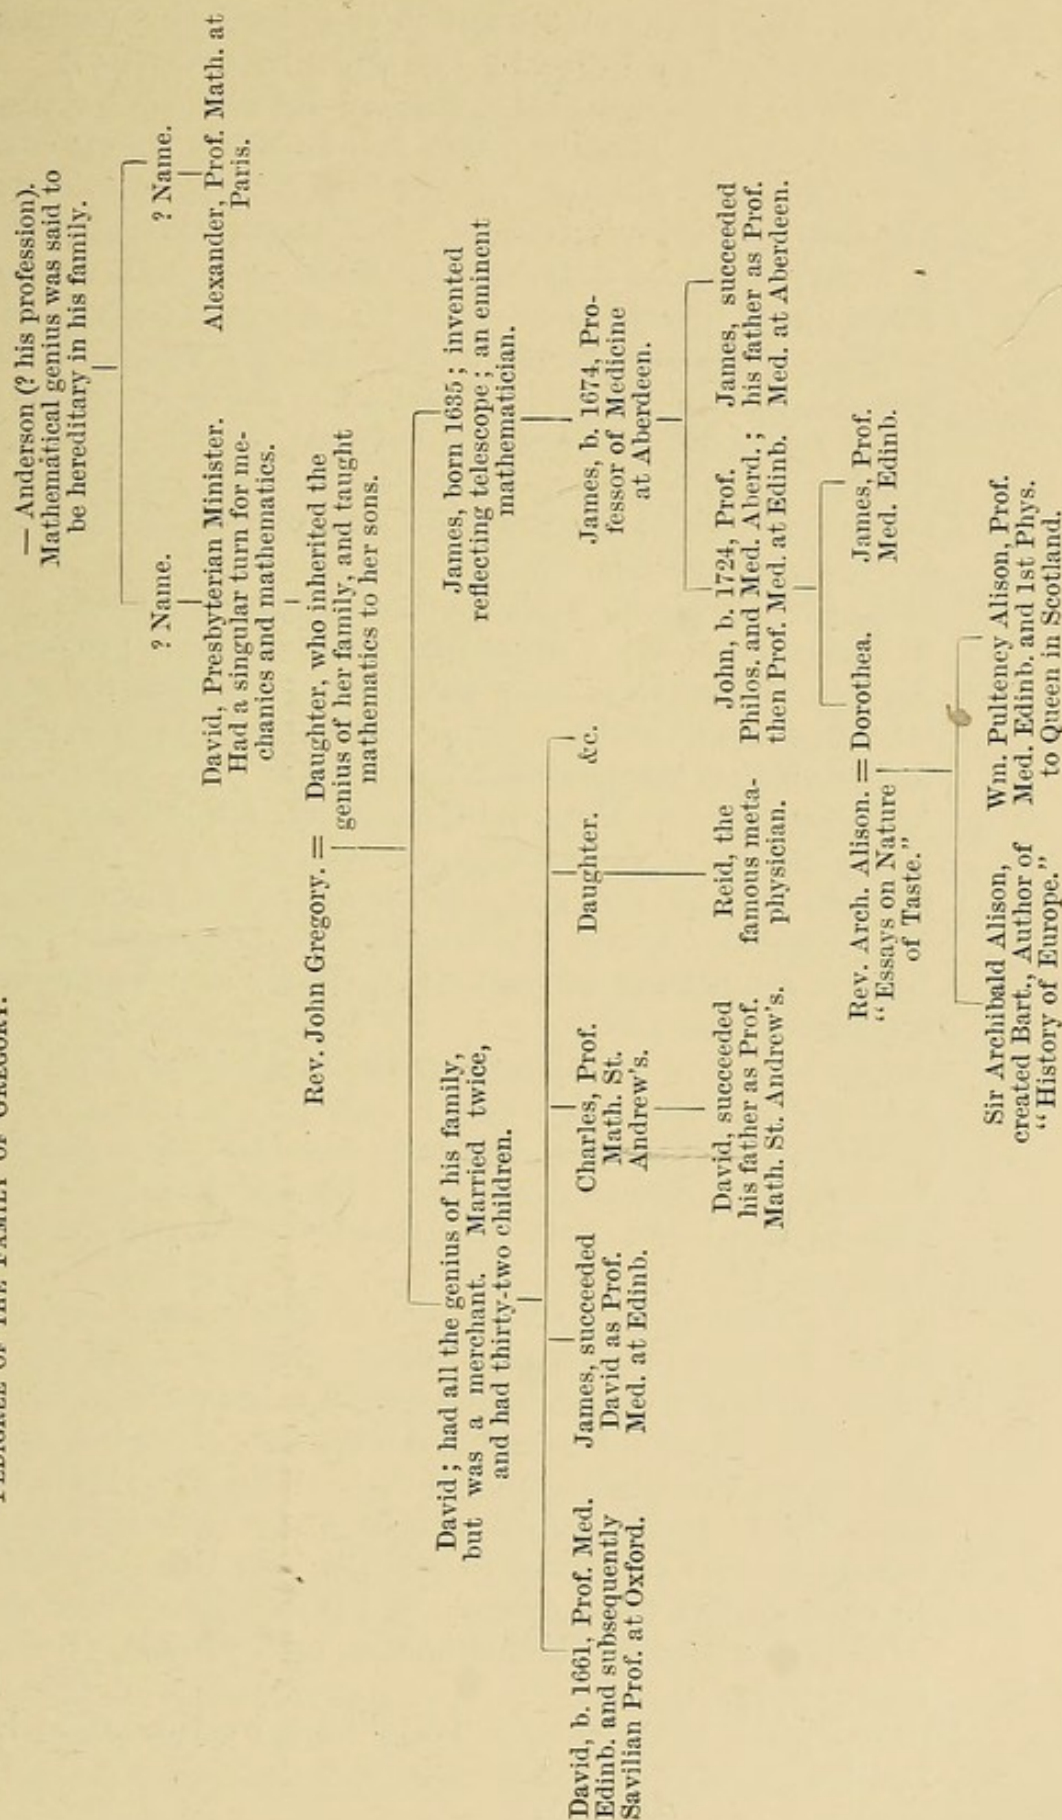 PEDIGREE OF THE FAMILY OF GREGORY.
— Anderson (? his profession).
Mathematical genius was said to
be hereditary in his family.
? Name.
? Name.
David, Presbyterian Minister.
Had a singular turn for me-
chanics and mathematics.
Alexander, Prof. Math. at
Paris.
Rev. John Gregory. = Daughter, who inherited the
genius of her family, and taught
mathematics to her sons.
David; had all the genius of his family,
but was a merchant. Married twice,
and had thirty-two children.
James, born 1635; invented
reflecting telescope; an eminent
mathematician.
David, b. 1661, Prof. Med.
Edinb. and subsequently
Savilian Prof. at Oxford.
James, succeeded
David as Prof.
Med. at Edinb.
Charles, Prof.
Math. St.
Andrew's.
Daughter.
&c.
James, b. 1674, Pro-
fessor of Medicine
at Aberdeen.
David, succeeded
his father as Prof.
Math. St. Andrew's.
Reid, the
famous meta-
physician.
John, b. 1724, Prof.
Philos. and Med. Aberd.;
then Prof. Med. at Edinb.
James, succeeded
his father as Prof.
Med. at Aberdeen.
Rev. Arch. Alison. = Dorothea.
"Essays on Nature
of Taste."
James, Prof.
Med. Edinb.
Sir Archibald Alison,
created Bart., Author of
"History of Europe."
Wm. Pulteney Alison, Prof.
Med. Edinb. and 1st Phys.
to Queen in Scotland.